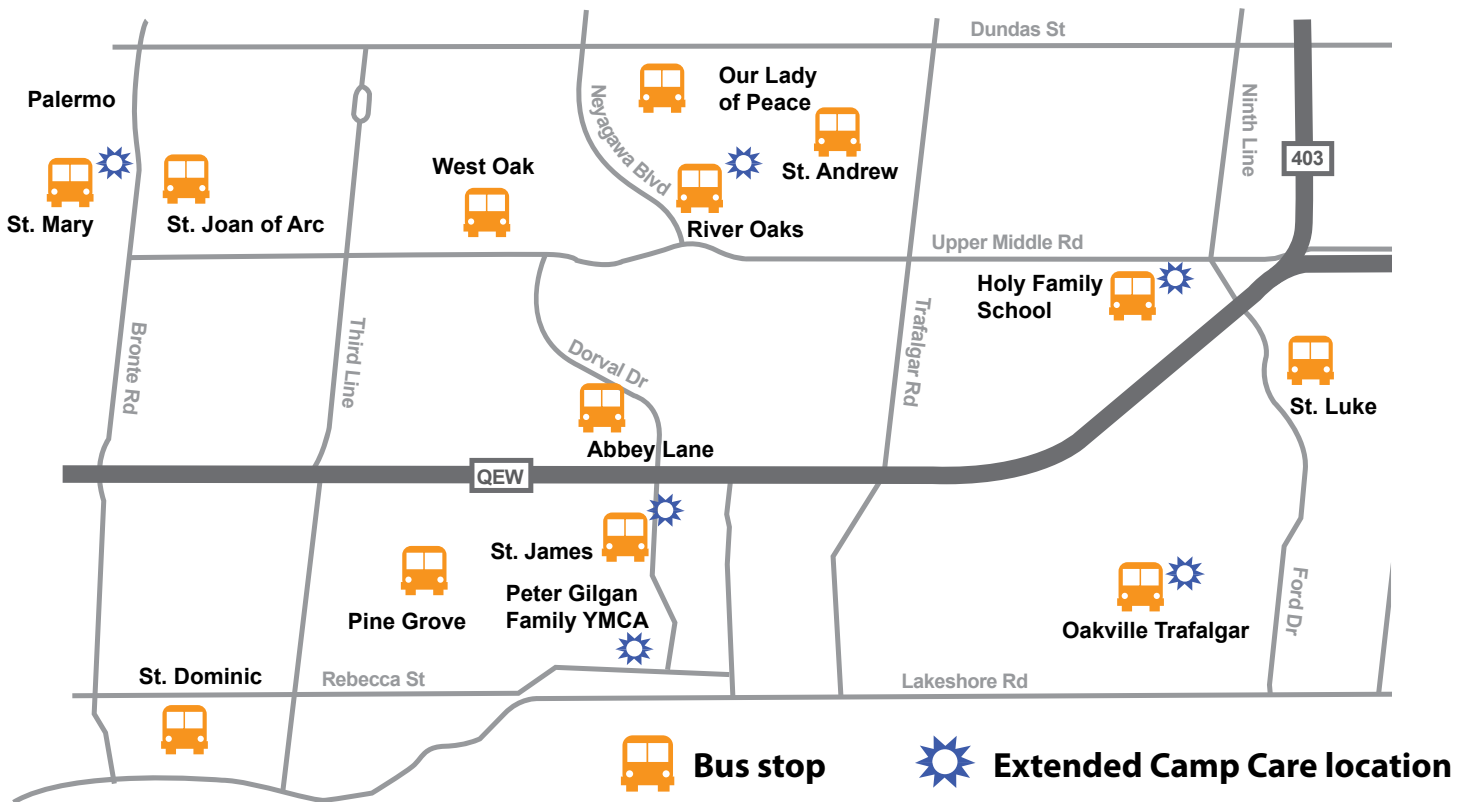 Dundas St
Palermo
Our Lady
of Peace
Neyagawa Blvd
Ninth Line
403
West Oak
St. Andrew
St. Mary
St. Joan of Arc
River Oaks
Upper Middle Rd
Holy Family
School
Bronte Rd
Third Line
Dorval Dr
Trafalgar Rd
St. Luke
Abbey Lane
QEW
St. James
Peter Gilgan
Family YMCA
Pine Grove
Ford Dr
Oakville Trafalgar
St. Dominic
Rebecca St
Lakeshore Rd
Bus stop
Extended Camp Care location